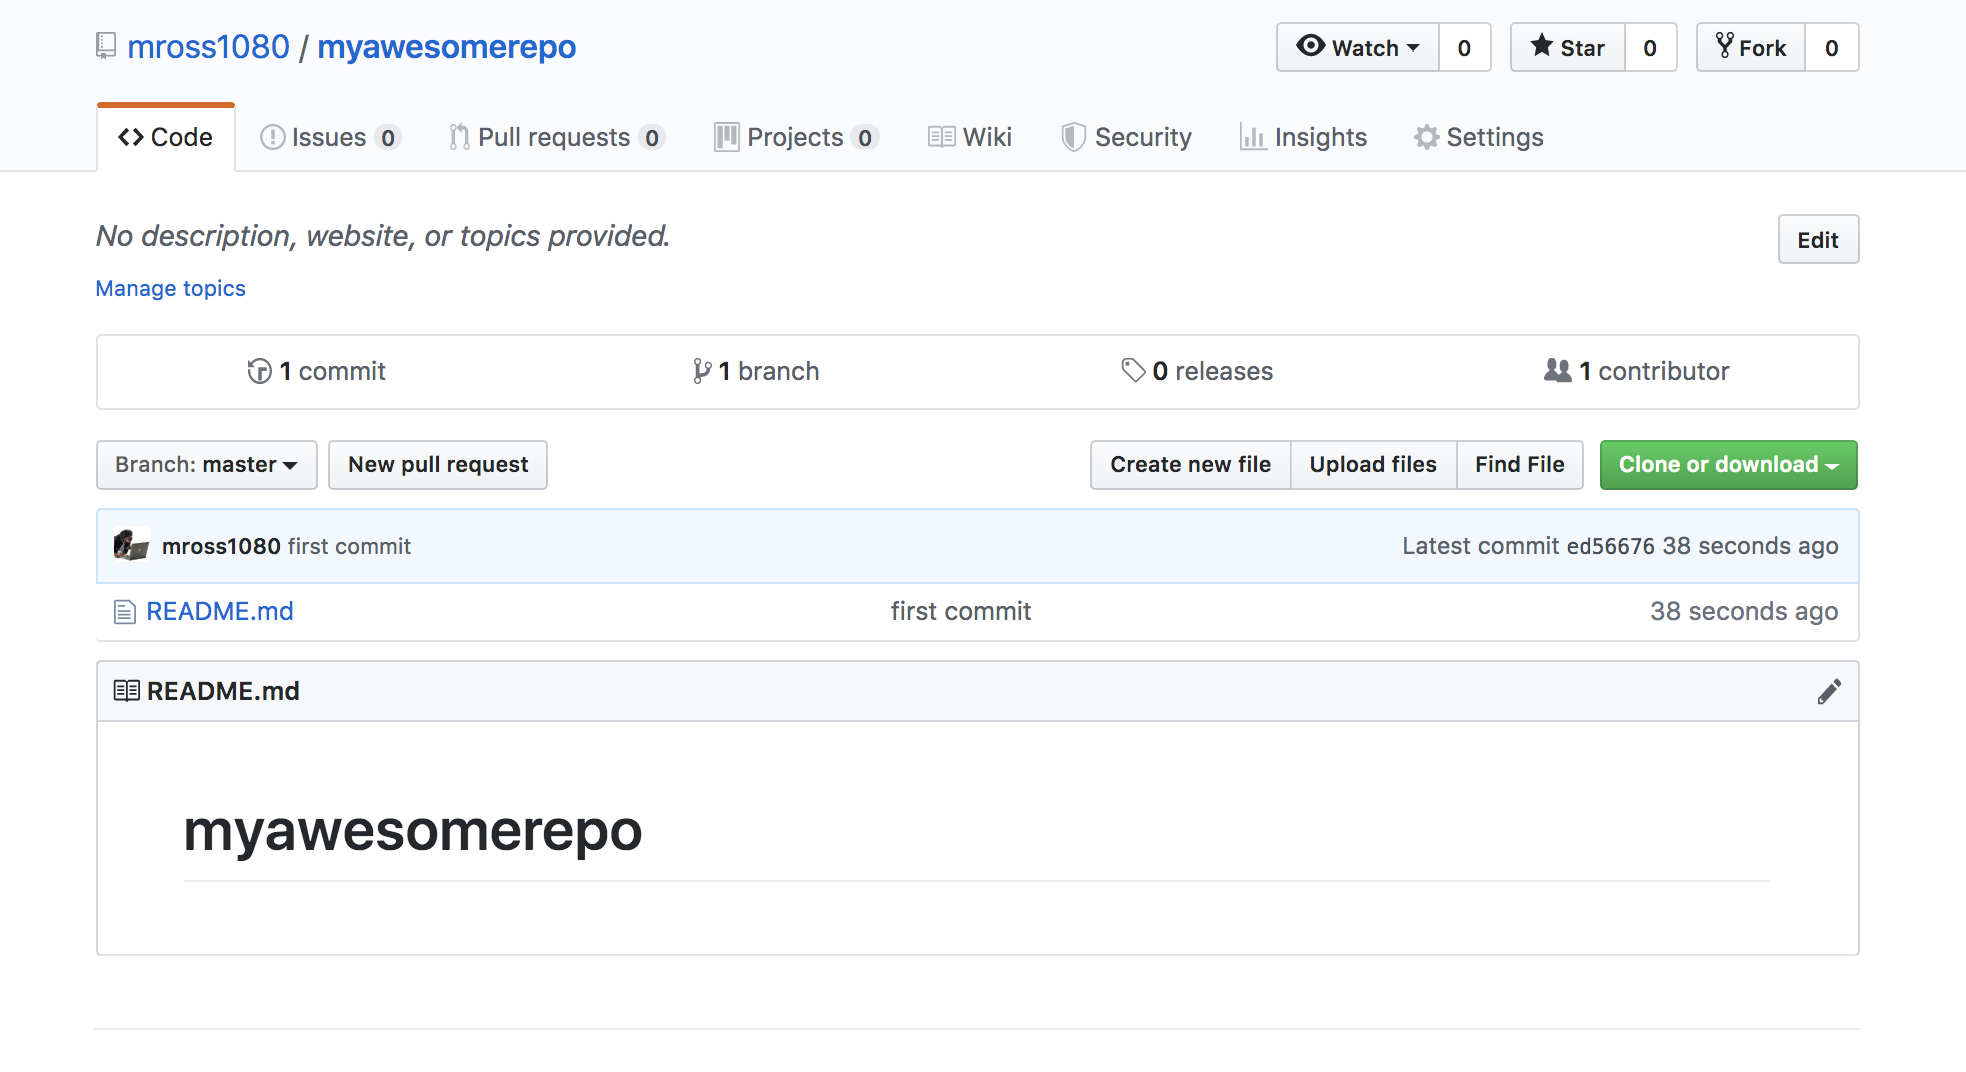 mross1080 / myawesomerepo
Watch 0 Star 0 Fork 0
Code Issues 0 Pull requests 0 Projects 0 Wiki Security Insights Settings
No description, website, or topics provided.
Edit
Manage topics
1 commit 1 branch 0 releases 1 contributor
Branch: master New pull request Create new file Upload files Find File Clone or download
mross1080 first commit Latest commit ed56676 38 seconds ago
README.md first commit 38 seconds ago
README.md
myawesomerepo